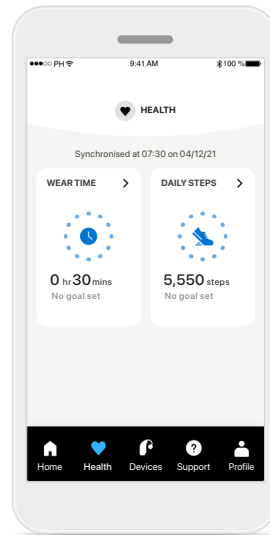 PH 9:41 AM 100 %
HEALTH
Synchronised at 07:30 on 04/12/21
WEAR TIME > DAILY STEPS >
0 hr 30 mins 5,550 steps
No goal set No goal set
Home Health Devices Support Profile